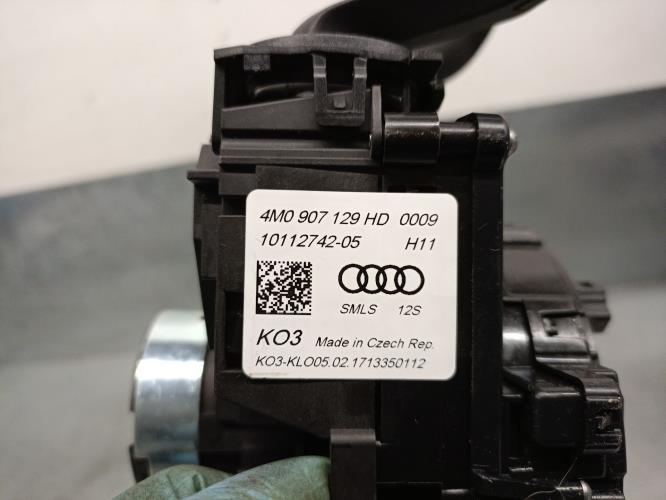 4M0 907 129 HD 0009
10112742-05 H11
SMLS 12S
KO3 Made in Czech Rep.
KO3-KLO05.02.1713350112